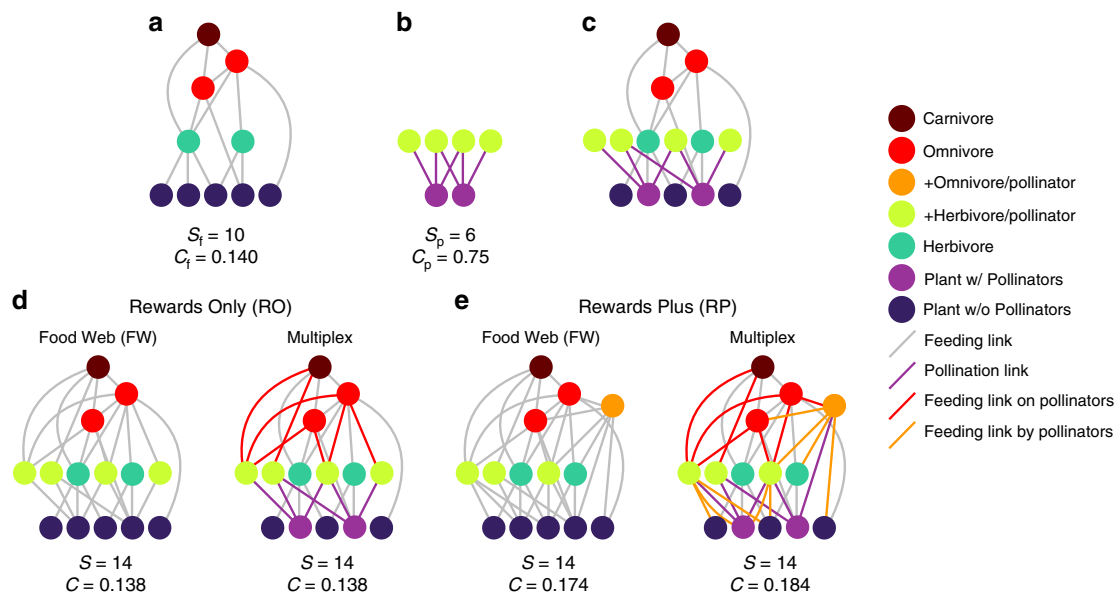 a
b
c
S_f = 10
C_f = 0.140
S_p = 6
C_p = 0.75
Carnivore
Omnivore
+Omnivore/pollinator
+Herbivore/pollinator
Herbivore
Plant w/ Pollinators
Plant w/o Pollinators
Feeding link
Pollination link
Feeding link on pollinators
Feeding link by pollinators
d
Rewards Only (RO)
Food Web (FW)
Multiplex
S = 14
C = 0.138
S = 14
C = 0.138
e
Rewards Plus (RP)
Food Web (FW)
Multiplex
S = 14
C = 0.174
S = 14
C = 0.184